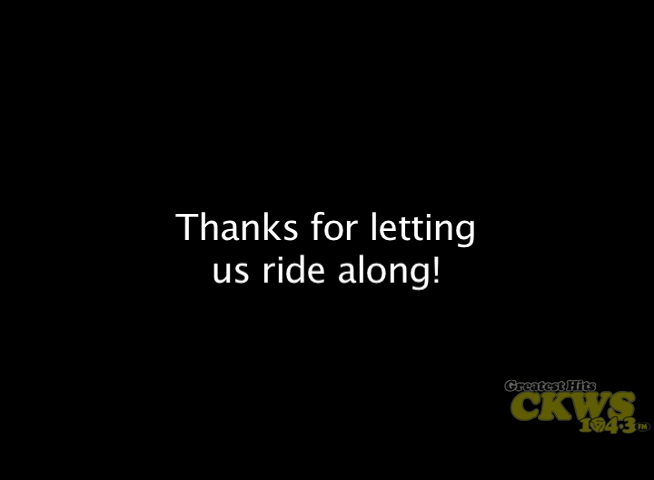 Thanks for letting
us ride along!
Greatest Hits
CKWS
104.3 FM